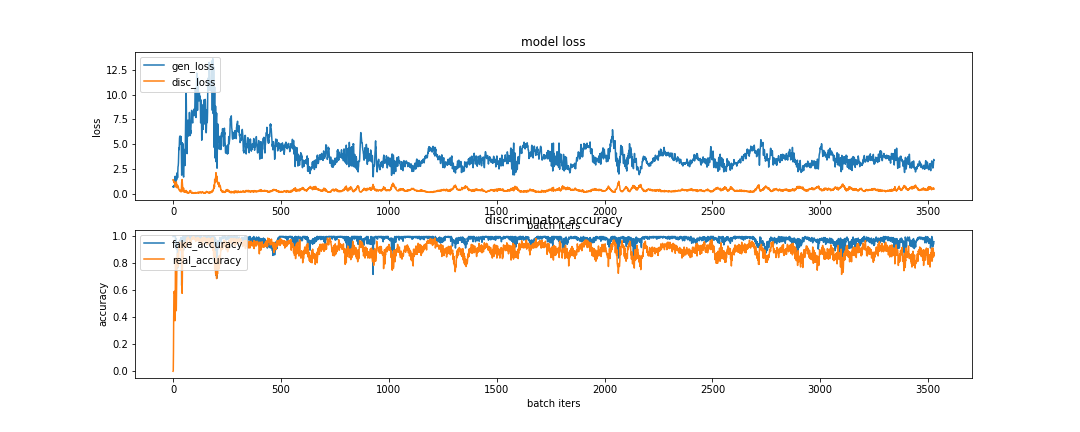 model loss
gen_loss
disc_loss
12.5
10.0
7.5
5.0
2.5
0.0
loss
0 500 1000 1500 2000 2500 3000 3500
batch iters
discriminator accuracy
fake_accuracy
real_accuracy
1.0
0.8
0.6
0.4
0.2
0.0
accuracy
0 500 1000 1500 2000 2500 3000 3500
batch iters